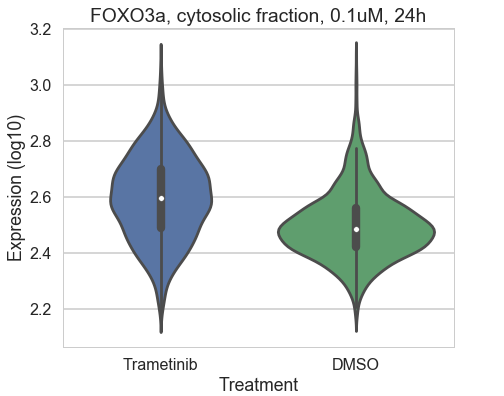 FOXO3a, cytosolic fraction, 0.1uM, 24h
3.2
3.0
2.8
2.6
2.4
2.2
Expression (log10)
Trametinib
DMSO
Treatment